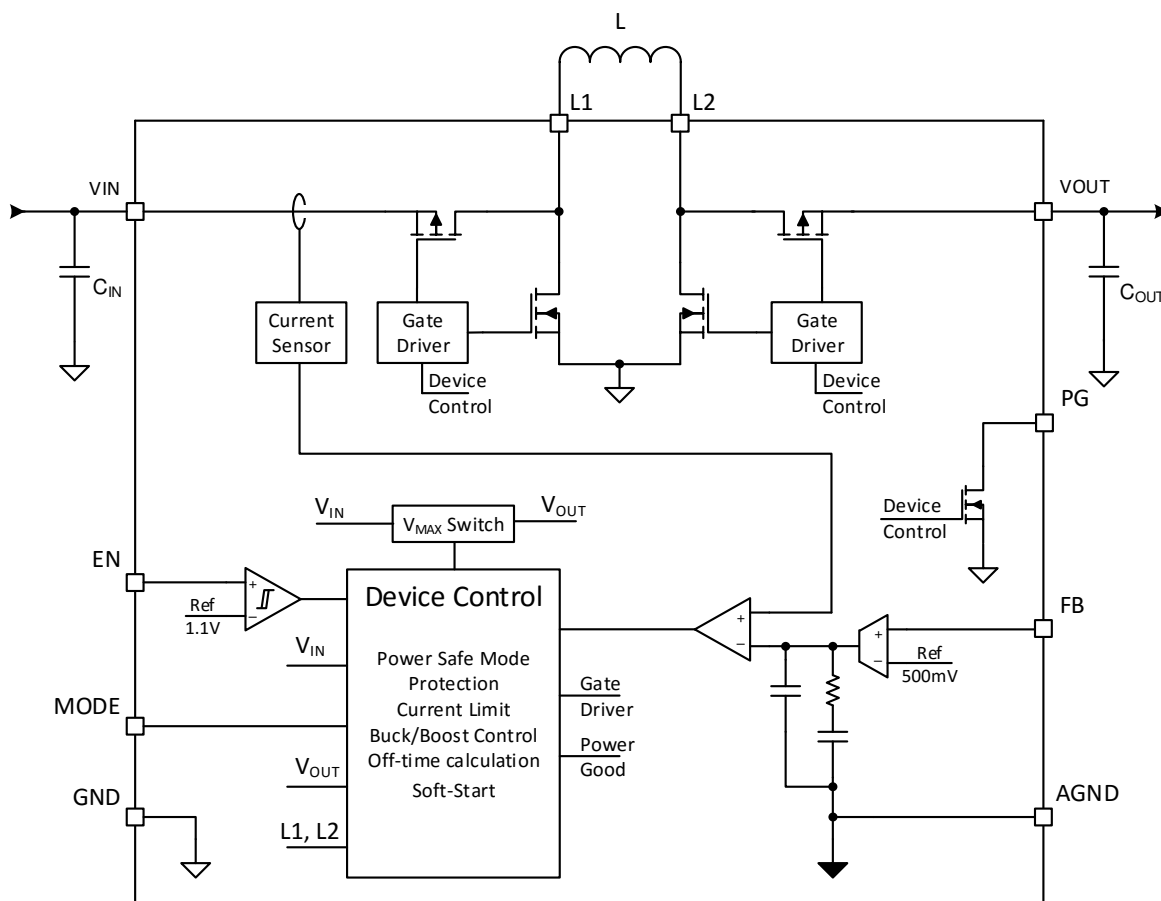 L
L1
L2
VIN
VOUT
CIN
COUT
Current
Sensor
Gate
Driver
Gate
Driver
Device
Control
Device
Control
PG
Device
Control
VIN
VMAX Switch
VOUT
EN
+
−
Ref
1.1V
Device Control
Power Safe Mode
Protection
Current Limit
Buck/Boost Control
Off-time calculation
Soft-Start
VIN
MODE
VOUT
GND
L1, L2
Gate
Driver
Power
Good
+
−
+
−
Ref
500mV
FB
AGND